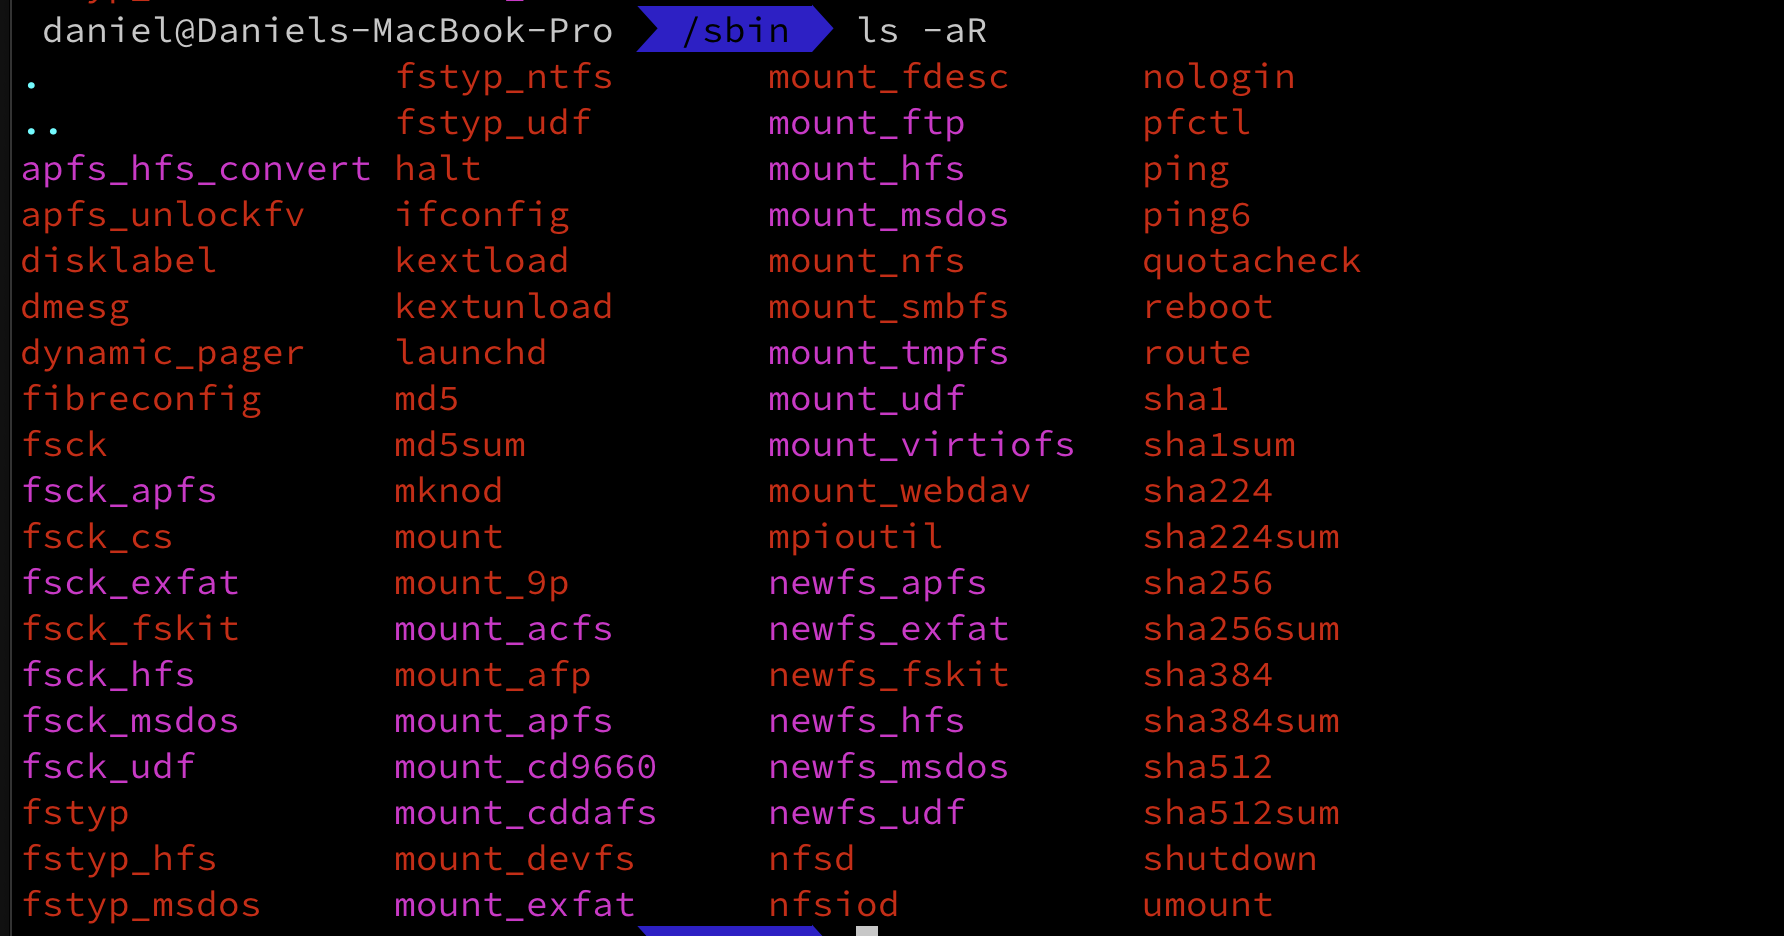 daniel@Daniels-MacBook-Pro /sbin ls -aR
. fstyp_ntfs mount_fdesc nologin
.. fstyp_udf mount_ftp pfctl
apfs_hfs_convert halt mount_hfs ping
apfs_unlockfv ifconfig mount_msdos ping6
disklabel kextload mount_nfs quotacheck
dmesg kextunload mount_smbfs reboot
dynamic_pager launchd mount_tmpfs route
fibreconfig md5 mount_udf sha1
fsck md5sum mount_virtiofs sha1sum
fsck_apfs mknod mount_webdav sha224
fsck_cs mount mpioutil sha224sum
fsck_exfat mount_9p newfs_apfs sha256
fsck_fskit mount_acfs newfs_exfat sha256sum
fsck_hfs mount_afp newfs_fskit sha384
fsck_msdos mount_apfs newfs_hfs sha384sum
fsck_udf mount_cd9660 newfs_msdos sha512
fstyp mount_cddafs newfs_udf sha512sum
fstyp_hfs mount_devfs nfsd shutdown
fstyp_msdos mount_exfat nfsiod umount